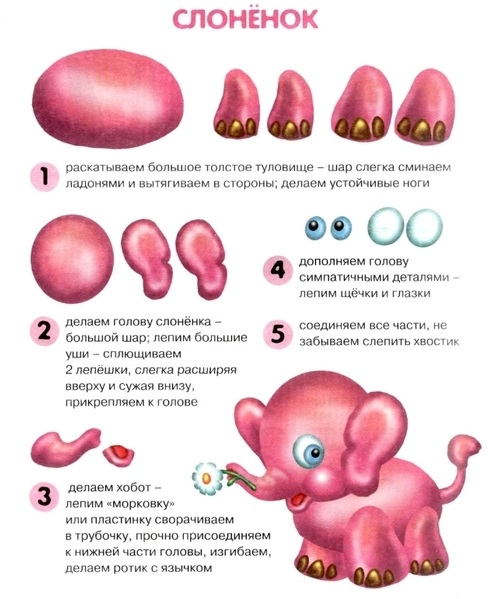 СЛОНЁНОК
1
раскатываем большое толстое туловище – шар слегка сминаем
ладонями и вытягиваем в стороны; делаем устойчивые ноги
2
делаем голову слонёнка –
большой шар; лепим большие
уши – сплющиваем
2 лепёшки, слегка расширяя
вверху и сужая внизу,
прикрепляем к голове
3
делаем хобот –
лепим «морковку»
или пластинку сворачиваем
в трубочку, прочно присоединяем
к нижней части головы, изгибаем,
делаем ротик с язычком
4
дополняем голову
симпатичными деталями –
лепим щёчки и глазки
5
соединяем все части, не
забываем слепить хвостик